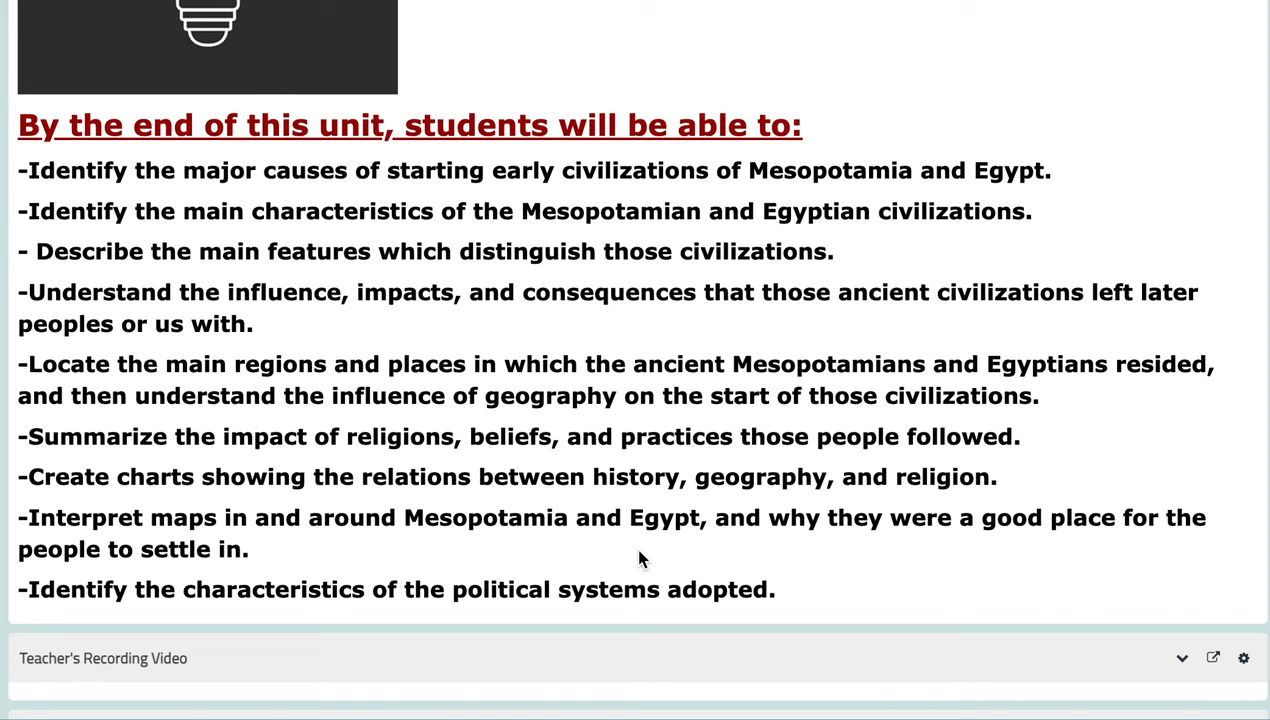 By the end of this unit, students will be able to:
-Identify the major causes of starting early civilizations of Mesopotamia and Egypt.
-Identify the main characteristics of the Mesopotamian and Egyptian civilizations.
- Describe the main features which distinguish those civilizations.
-Understand the influence, impacts, and consequences that those ancient civilizations left later
peoples or us with.
-Locate the main regions and places in which the ancient Mesopotamians and Egyptians resided,
and then understand the influence of geography on the start of those civilizations.
-Summarize the impact of religions, beliefs, and practices those people followed.
-Create charts showing the relations between history, geography, and religion.
-Interpret maps in and around Mesopotamia and Egypt, and why they were a good place for the
people to settle in.
-Identify the characteristics of the political systems adopted.
Teacher's Recording Video